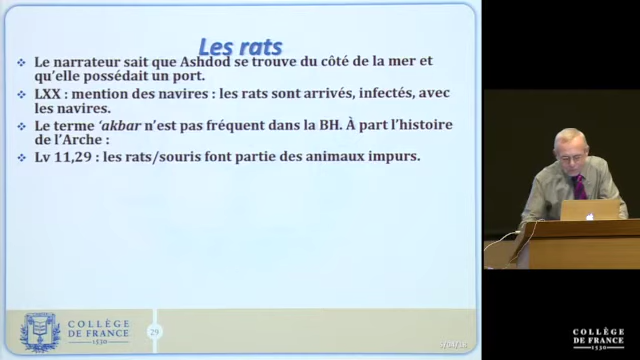 Les rats
❖ Le narrateur sait que Ashdod se trouve du côté de la mer et
qu'elle possédait un port.
❖ LXX : mention des navires : les rats sont arrivés, infectés, avec
les navires.
❖ Le terme ‘akbar n'est pas fréquent dans la BH. À part l'histoire
de l'Arche :
❖ Lv 11,29 : les rats/souris font partie des animaux impurs.
COLLÈGE
DE FRANCE
1530
29
COLLÈGE
DE FRANCE
1530